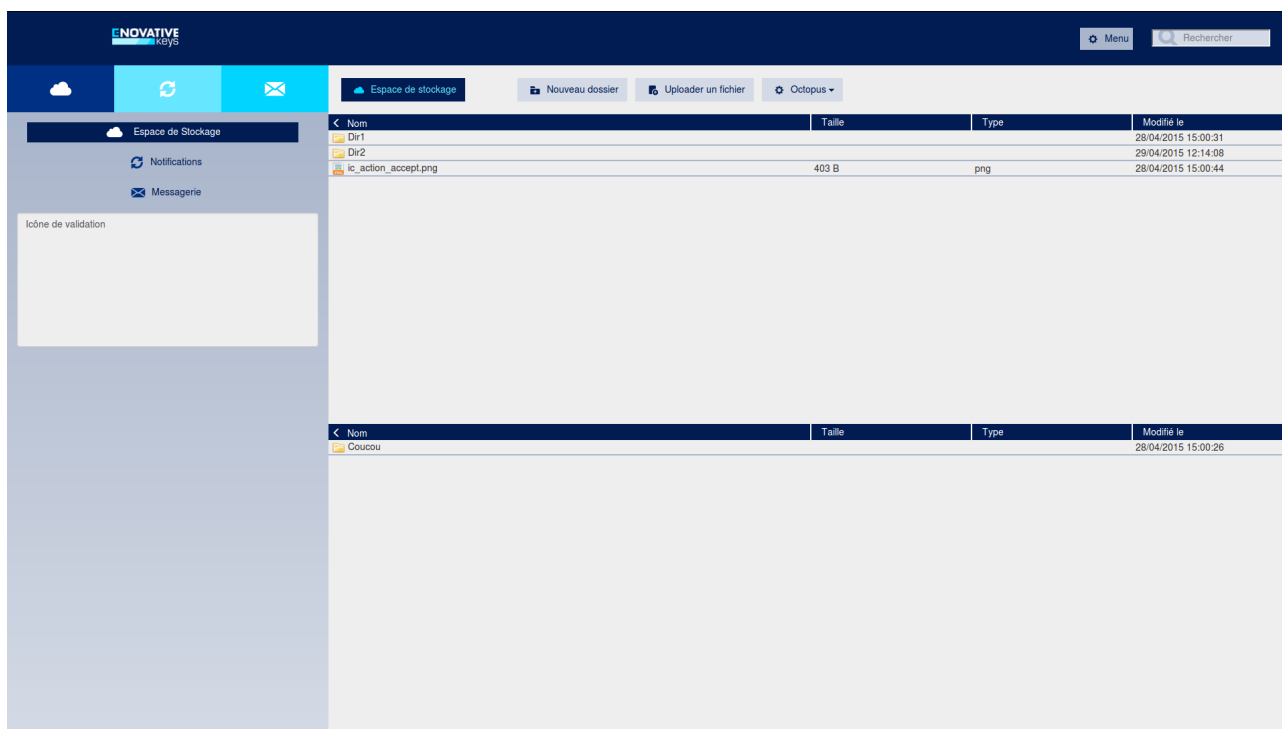 ENOVATIVE
keys
Menu
Rechercher
Espace de stockage
Nouveau dossier
Uploader un fichier
Octopus
Espace de Stockage
Notifications
Messagerie
Icône de validation
Nom Taille Type Modifié le
Dir1 28/04/2015 15:00:31
Dir2 29/04/2015 12:14:08
ic_action_accept.png 403 B png 28/04/2015 15:00:44
Nom Taille Type Modifié le
Coucou 28/04/2015 15:00:26